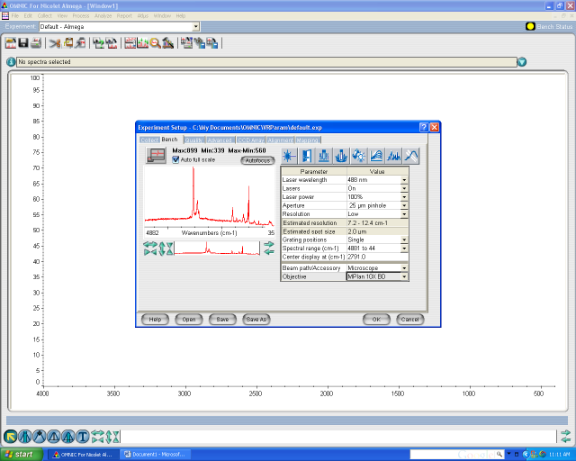 OMNIC For Nicolet Almega - [Window1]
File Edit Collect View Process Analyze Report Atlµs Window Help
Experiment: Default - Almega
Bench Status
No spectra selected
Experiment Setup - C:\My Documents\OMNIC\VRParam\default.exp
Collect Bench Quality Advanced
Max:899 Min:339 Max-Min:560
Auto full scale
Autofocus
4882 Wavenumbers (cm-1) 35
Parameter Value
Laser wavelength 488 nm
Lasers On
Laser power 100%
Aperture 25 µm pinhole
Resolution Low
Estimated resolution 7.2 - 12.4 cm-1
Estimated spot size 2.0 um
Grating positions Single
Spectral range (cm-1) 4881 to 44
Center display at (cm-1) 2791.0
Beam path/Accessory Microscope
Objective MPlan 10X BD
Help Open Save Save As OK Cancel
100
95
90
85
80
75
70
65
60
55
50
45
40
35
30
25
20
15
10
5
0
4000 3500 3000 2500 2000 1500 1000 500
start OMNIC For Nicolet Al... Document1 - Microsof... 11:11 AM